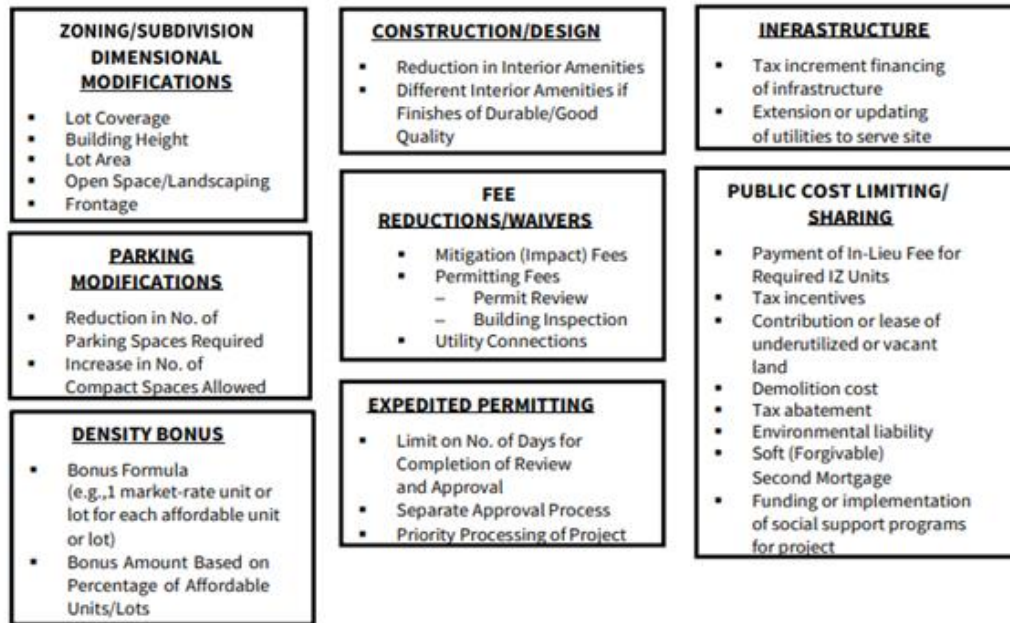 ZONING/SUBDIVISION
DIMENSIONAL
MODIFICATIONS
▪ Lot Coverage
▪ Building Height
▪ Lot Area
▪ Open Space/Landscaping
▪ Frontage
PARKING
MODIFICATIONS
▪ Reduction in No. of
Parking Spaces Required
▪ Increase in No. of
Compact Spaces Allowed
DENSITY BONUS
▪ Bonus Formula
(e.g.,1 market-rate unit or
lot for each affordable unit
or lot)
▪ Bonus Amount Based on
Percentage of Affordable
Units/Lots
CONSTRUCTION/DESIGN
▪ Reduction in Interior Amenities
▪ Different Interior Amenities if
Finishes of Durable/Good
Quality
FEE
REDUCTIONS/WAIVERS
▪ Mitigation (Impact) Fees
▪ Permitting Fees
– Permit Review
– Building Inspection
▪ Utility Connections
EXPEDITED PERMITTING
▪ Limit on No. of Days for
Completion of Review
and Approval
▪ Separate Approval Process
▪ Priority Processing of Project
INFRASTRUCTURE
▪ Tax increment financing
of infrastructure
▪ Extension or updating
of utilities to serve site
PUBLIC COST LIMITING/
SHARING
▪ Payment of In-Lieu Fee for
Required IZ Units
▪ Tax incentives
▪ Contribution or lease of
underutilized or vacant
land
▪ Demolition cost
▪ Tax abatement
▪ Environmental liability
▪ Soft (Forgivable)
Second Mortgage
▪ Funding or implementation
of social support programs
for project